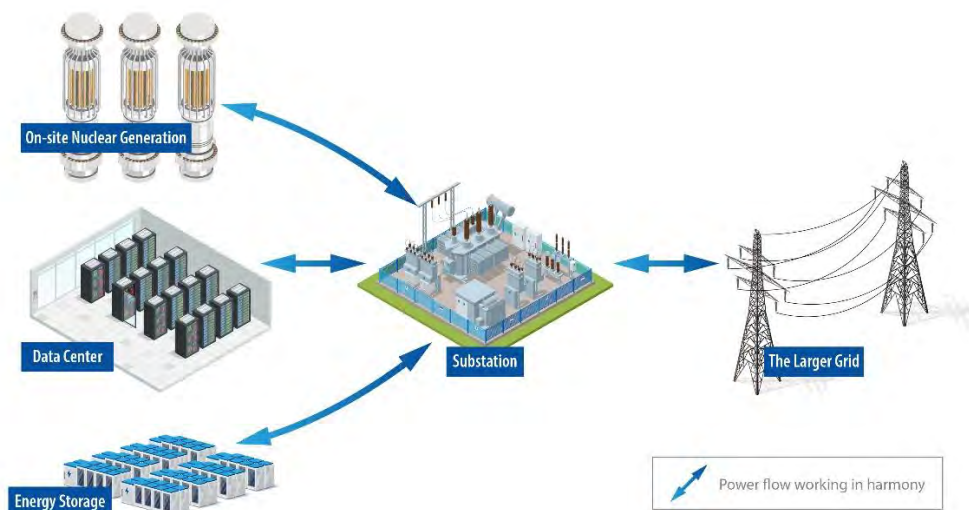 On-site Nuclear Generation
Data Center
Substation
The Larger Grid
Energy Storage
Power flow working in harmony